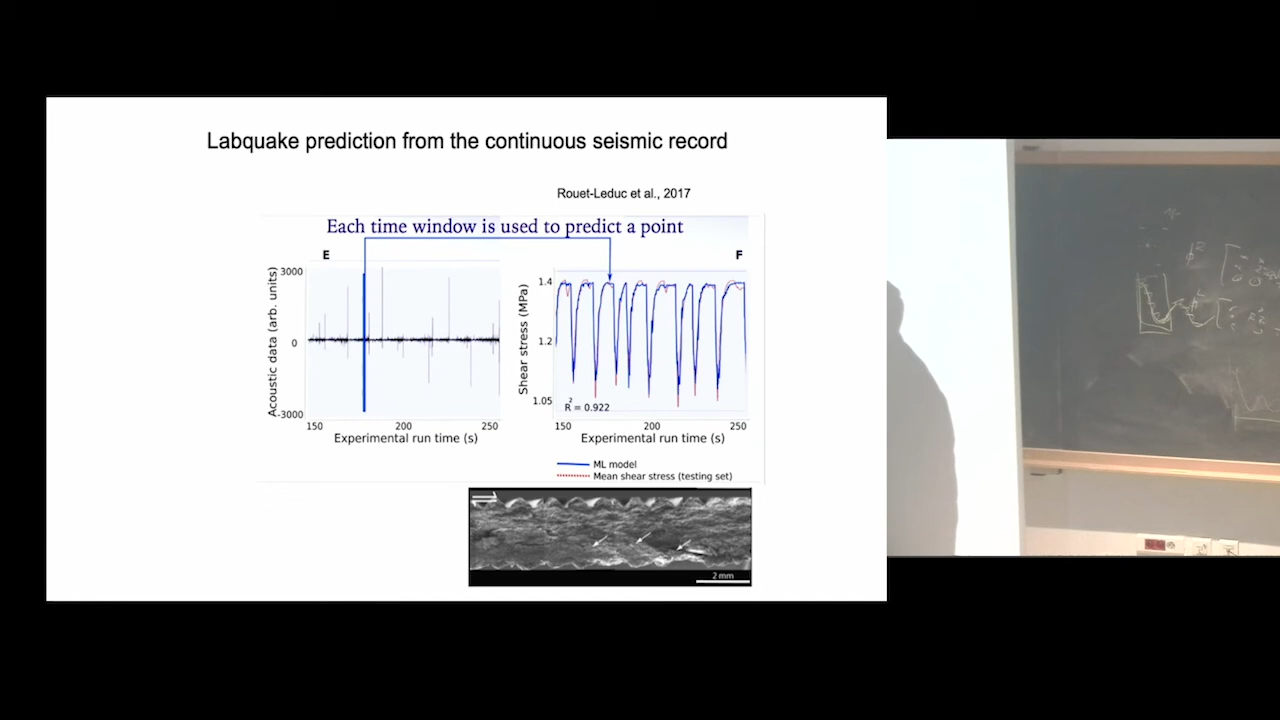 Labquake prediction from the continuous seismic record
Rouet-Leduc et al., 2017
Each time window is used to predict a point
E
F
Acoustic data (arb. units)
3000
0
-3000
150
200
250
Experimental run time (s)
Shear stress (MPa)
1.4
1.2
1.05
R² = 0.922
150
200
250
Experimental run time (s)
ML model
Mean shear stress (testing set)
2 mm